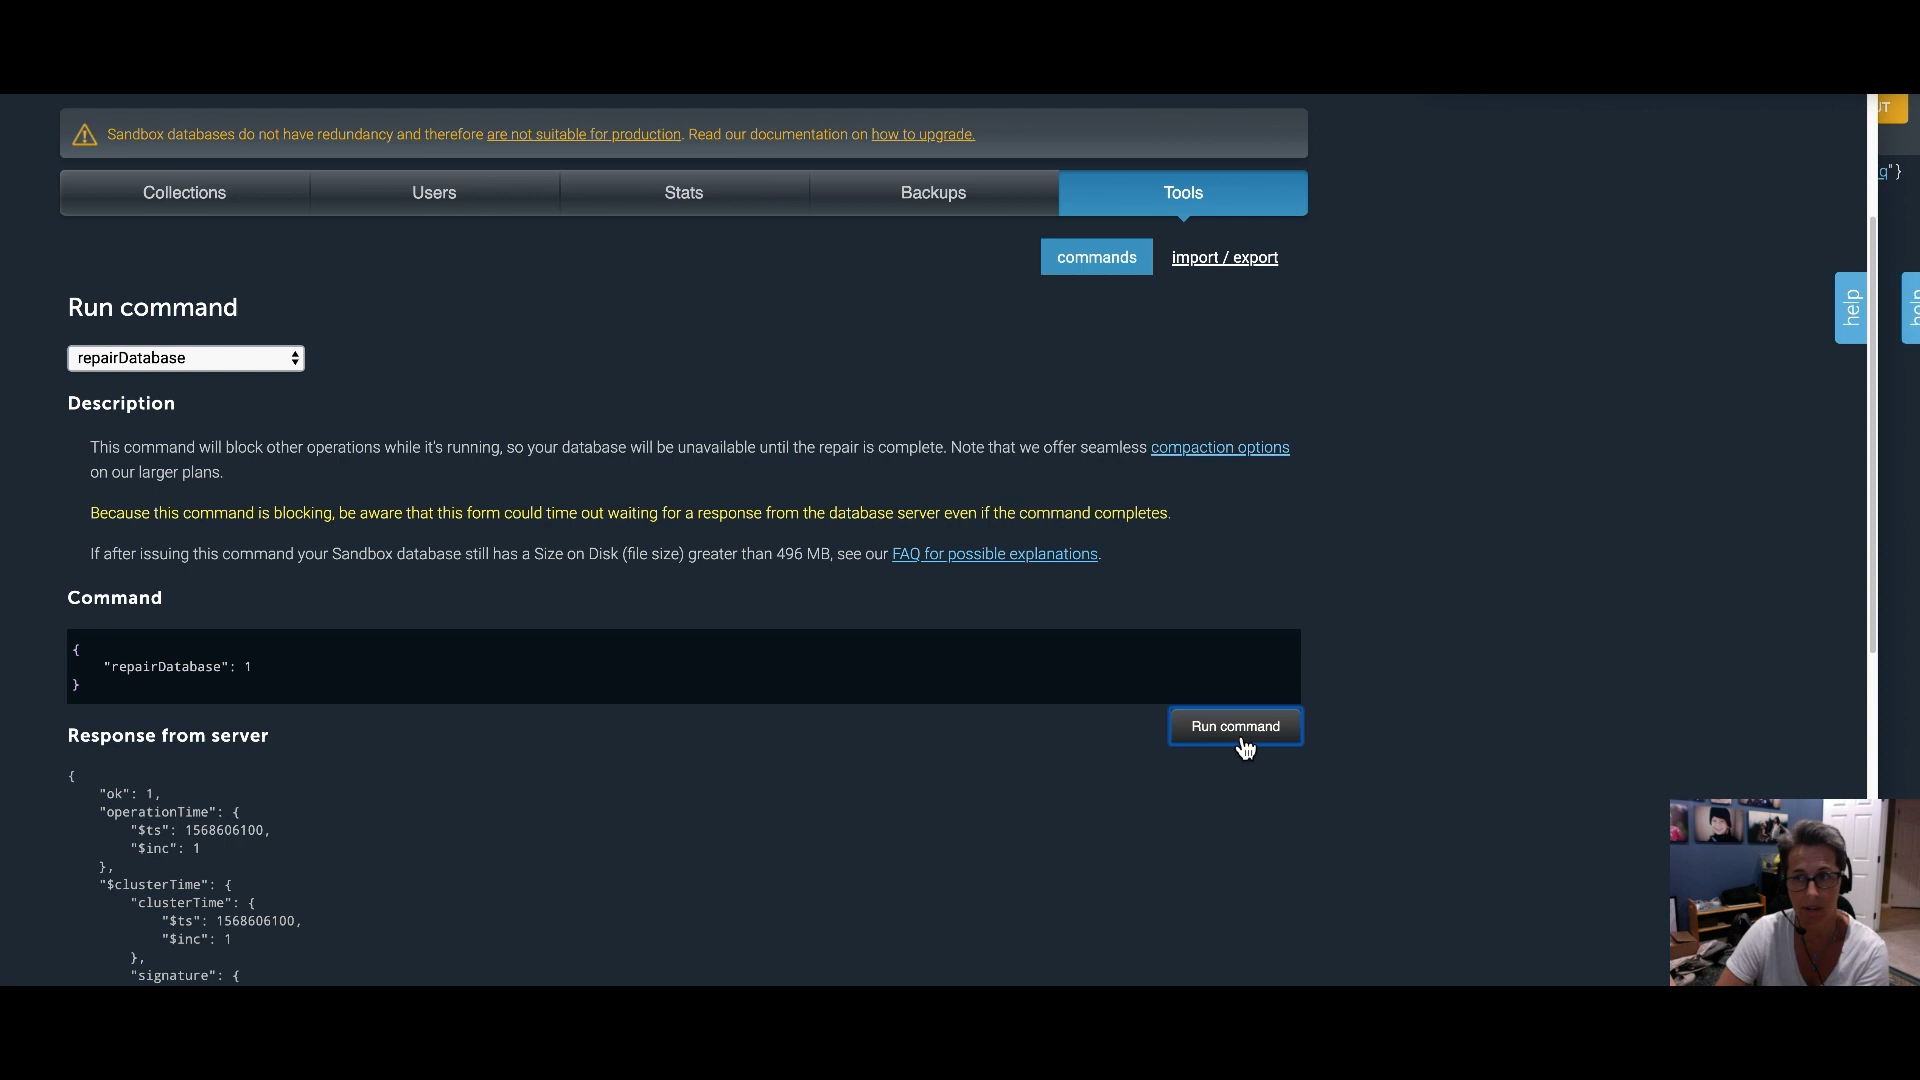 UT
Sandbox databases do not have redundancy and therefore are not suitable for production. Read our documentation on how to upgrade.
q"}
Collections Users Stats Backups Tools
commands import / export
help
help
Run command
repairDatabase
Description
This command will block other operations while it's running, so your database will be unavailable until the repair is complete. Note that we offer seamless compaction options
on our larger plans.
Because this command is blocking, be aware that this form could time out waiting for a response from the database server even if the command completes.
If after issuing this command your Sandbox database still has a Size on Disk (file size) greater than 496 MB, see our FAQ for possible explanations.
Command
{
"repairDatabase": 1
}
Run command
Response from server
{
"ok": 1,
"operationTime": {
"$ts": 1568606100,
"$inc": 1
},
"$clusterTime": {
"clusterTime": {
"$ts": 1568606100,
"$inc": 1
},
"signature": {